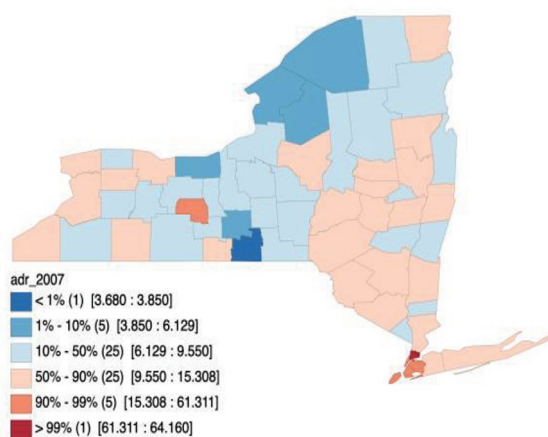 adr_2007
< 1% (1) [3.680 : 3.850]
1% - 10% (5) [3.850 : 6.129]
10% - 50% (25) [6.129 : 9.550]
50% - 90% (25) [9.550 : 15.308]
90% - 99% (5) [15.308 : 61.311]
> 99% (1) [61.311 : 64.160]